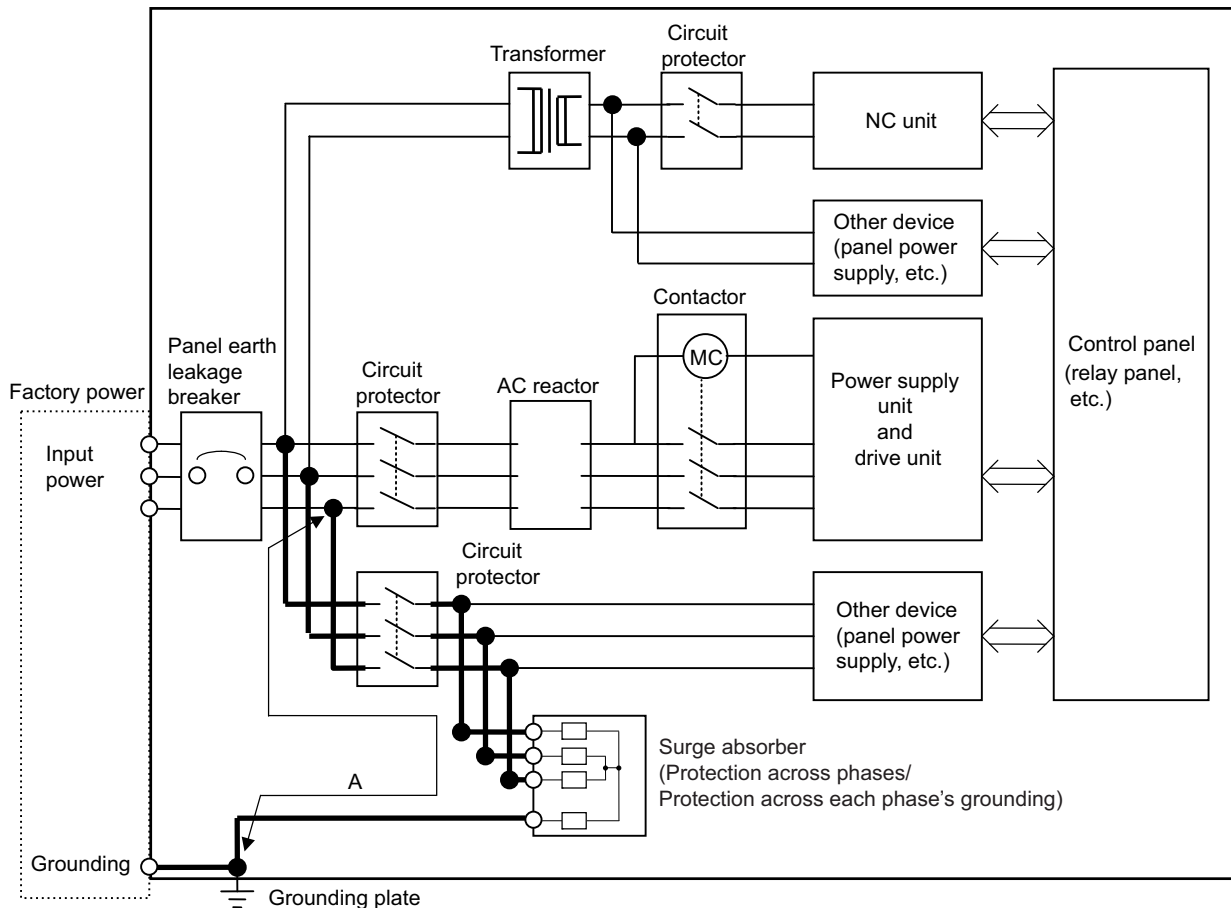 Transformer
Circuit
protector
NC unit
Other device
(panel power
supply, etc.)
Contactor
MC
Panel earth
leakage
breaker
Circuit
protector
AC reactor
Power supply
unit
and
drive unit
Control panel
(relay panel,
etc.)
Factory power
Input
power
Circuit
protector
Other device
(panel power
supply, etc.)
Surge absorber
(Protection across phases/
Protection across each phase's grounding)
A
Grounding
Grounding plate